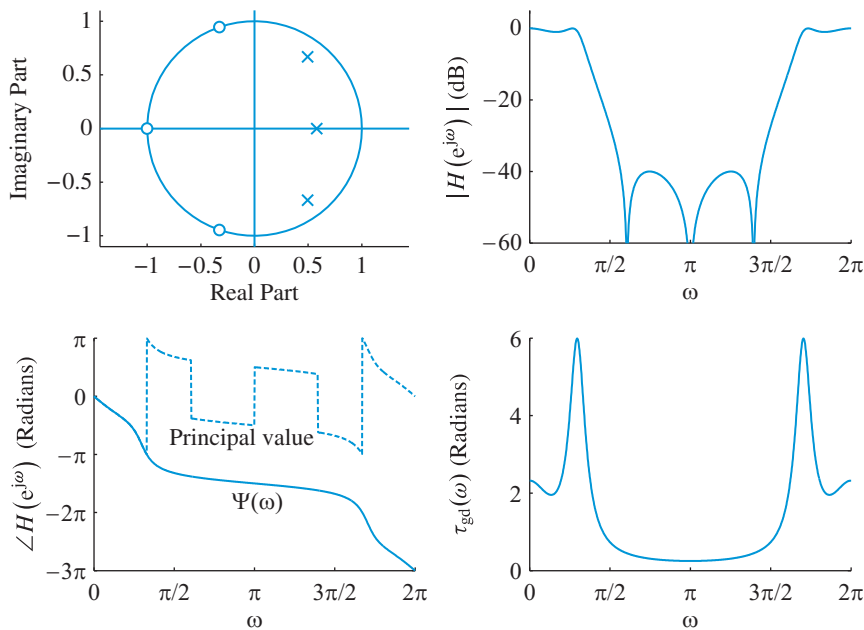 Imaginary Part
1
0.5
0
−0.5
−1
−1
−0.5
0
0.5
1
Real Part
|H(e^{jω})| (dB)
0
−20
−40
−60
0
π/2
π
3π/2
2π
ω
∠H(e^{jω}) (Radians)
π
0
−π
−2π
−3π
Principal value
Ψ(ω)
0
π/2
π
3π/2
2π
ω
τ_{gd}(ω) (Radians)
6
4
2
0
0
π/2
π
3π/2
2π
ω